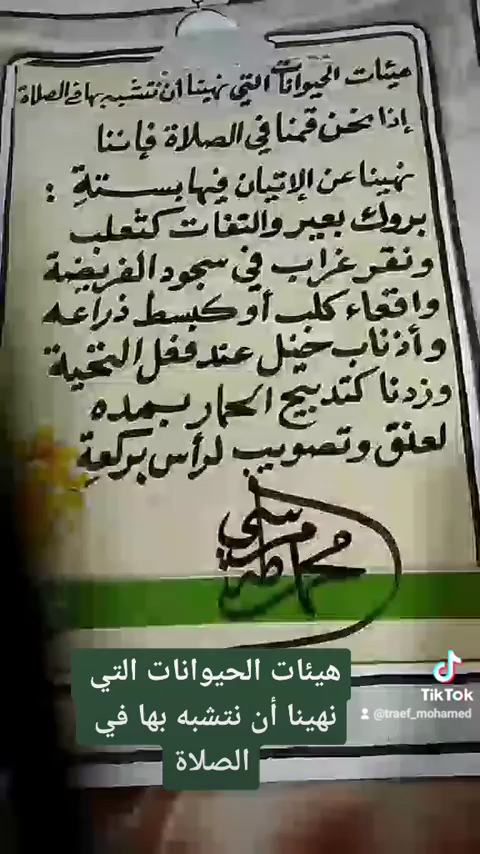 هيئات الحيوانات التي نهينا أن نتشبه بها في الصلاة
إذا نحن قمنا في الصلاة فإننا
نهينا عن الإتيان فيها بستةٍ :
بروك بعير والتفات كثعلب
ونقر غراب في سجود الفريضة
واقعاء كلب أو كبسط ذراعه
وأذناب خيل عند فعل التحية
وزدنا كتدبيج الحمار بمده
لعنق وتصويب لرأس بركعةٍ
هيئات الحيوانات التي
نهينا أن نتشبه بها في
الصلاة
TikTok
@traef_mohamed